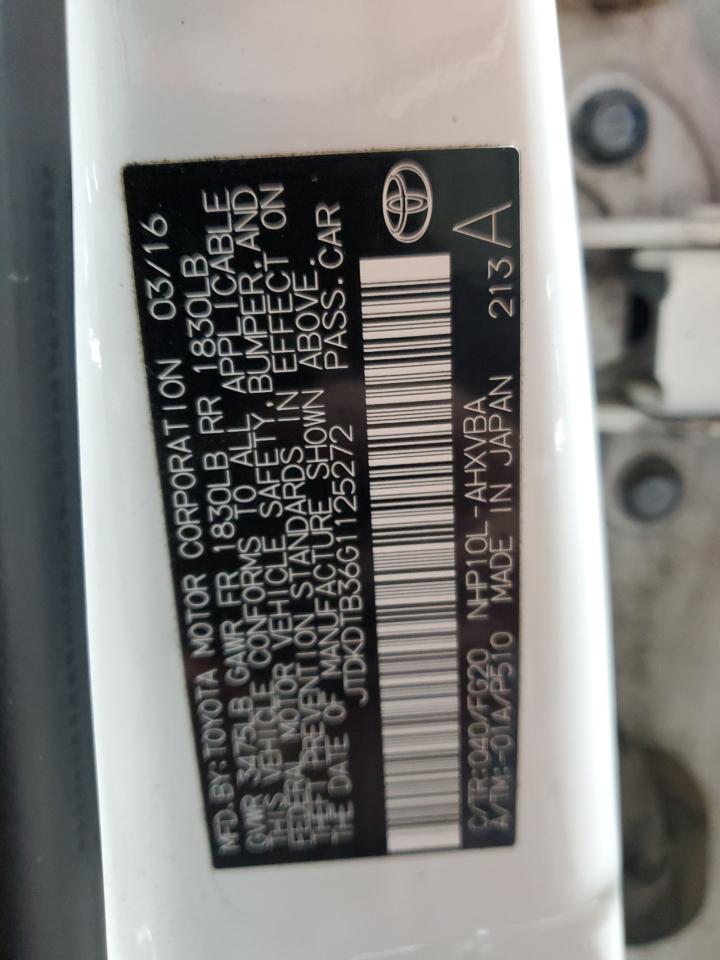 MFD. BY: TOYOTA MOTOR CORPORATION 03/16
GVWR 3475LB GAWR FR 1830LB RR 1830LB
THIS VEHICLE CONFORMS TO ALL APPLICABLE
FEDERAL MOTOR VEHICLE SAFETY, BUMPER, AND
THEFT PREVENTION STANDARDS IN EFFECT ON
THE DATE OF MANUFACTURE SHOWN ABOVE.
JTDKDTB36G1125272 PASS. CAR
C/TR: 040/FG20 NHP10L-AHXVBA
A/TM: -01A/P510 MADE IN JAPAN 213 A